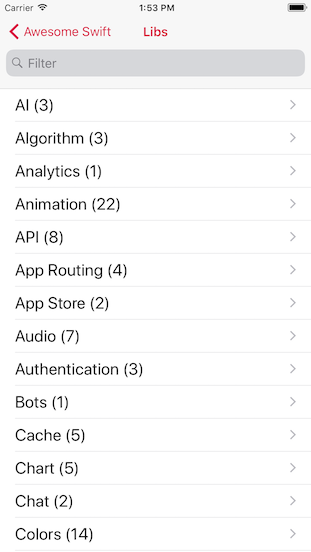 Carrier 1:53 PM
Awesome Swift Libs
Filter
AI (3)
Algorithm (3)
Analytics (1)
Animation (22)
API (8)
App Routing (4)
App Store (2)
Audio (7)
Authentication (3)
Bots (1)
Cache (5)
Chart (5)
Chat (2)
Colors (14)